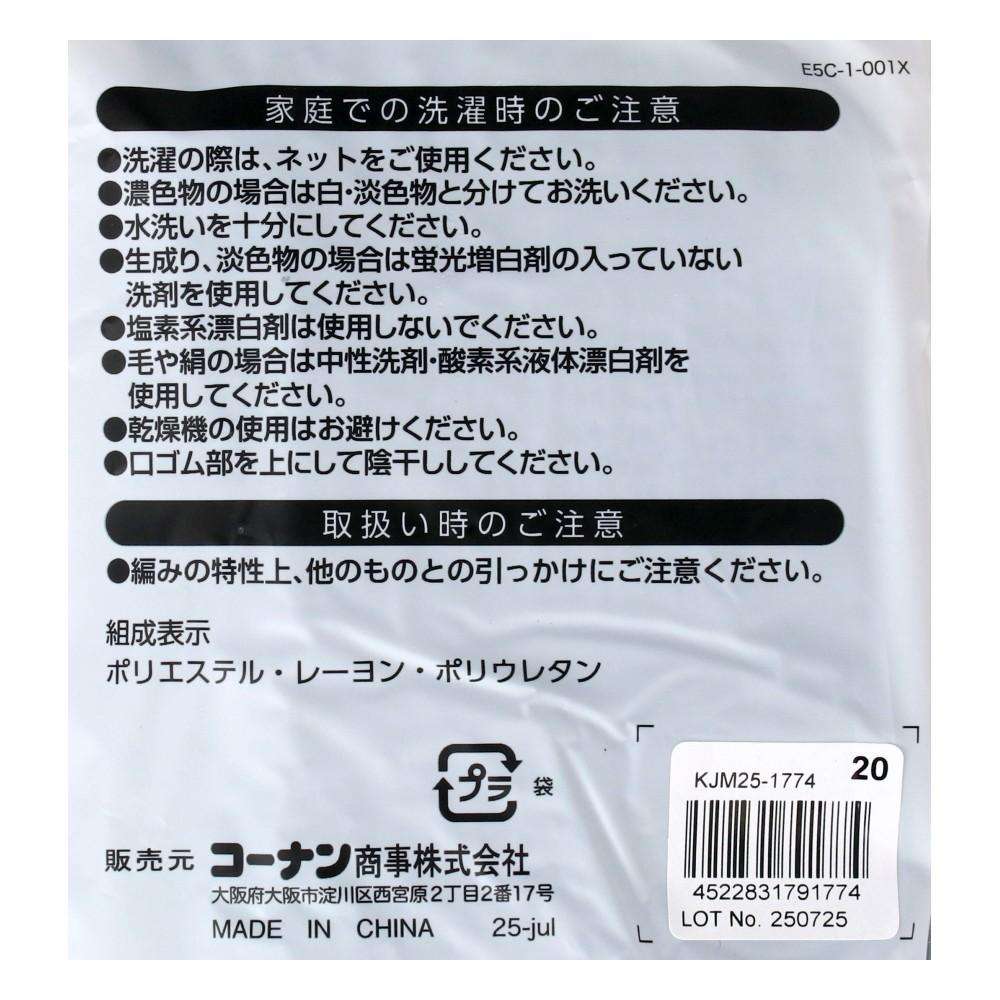 E5C-1-001X
家庭での洗濯時のご注意
●洗濯の際は、ネットをご使用ください。
●濃色物の場合は白・淡色物と分けてお洗いください。
●水洗いを十分にしてください。
●生成り、淡色物の場合は蛍光増白剤の入っていない
洗剤を使用してください。
●塩素系漂白剤は使用しないでください。
●毛や絹の場合は中性洗剤・酸素系液体漂白剤を
使用してください。
●乾燥機の使用はお避けください。
●口ゴム部を上にして陰干ししてください。
取扱い時のご注意
●編みの特性上、他のものとの引っかけにご注意ください。
組成表示
ポリエステル・レーヨン・ポリウレタン
プラ 袋
販売元 コーナン商事株式会社
大阪府大阪市淀川区西宮原2丁目2番17号
MADE IN CHINA 25-jul
KJM25-1774 20
4522831791774
LOT No. 250725